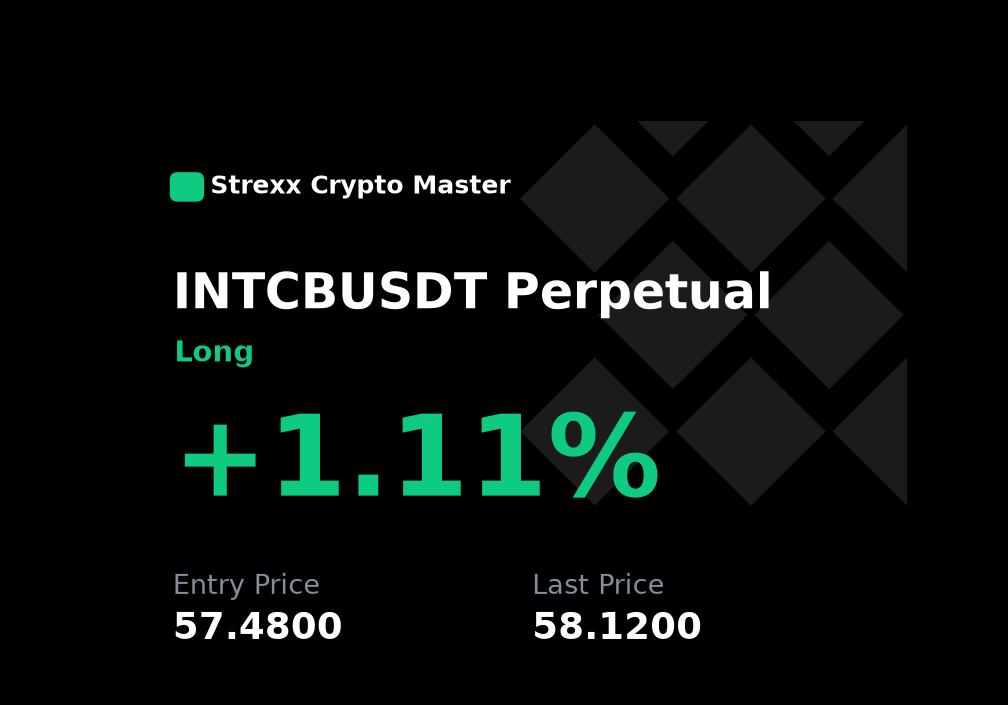 Strexx Crypto Master
INTCBUSDT Perpetual
Long
+1.11%
Entry Price Last Price
57.4800 58.1200